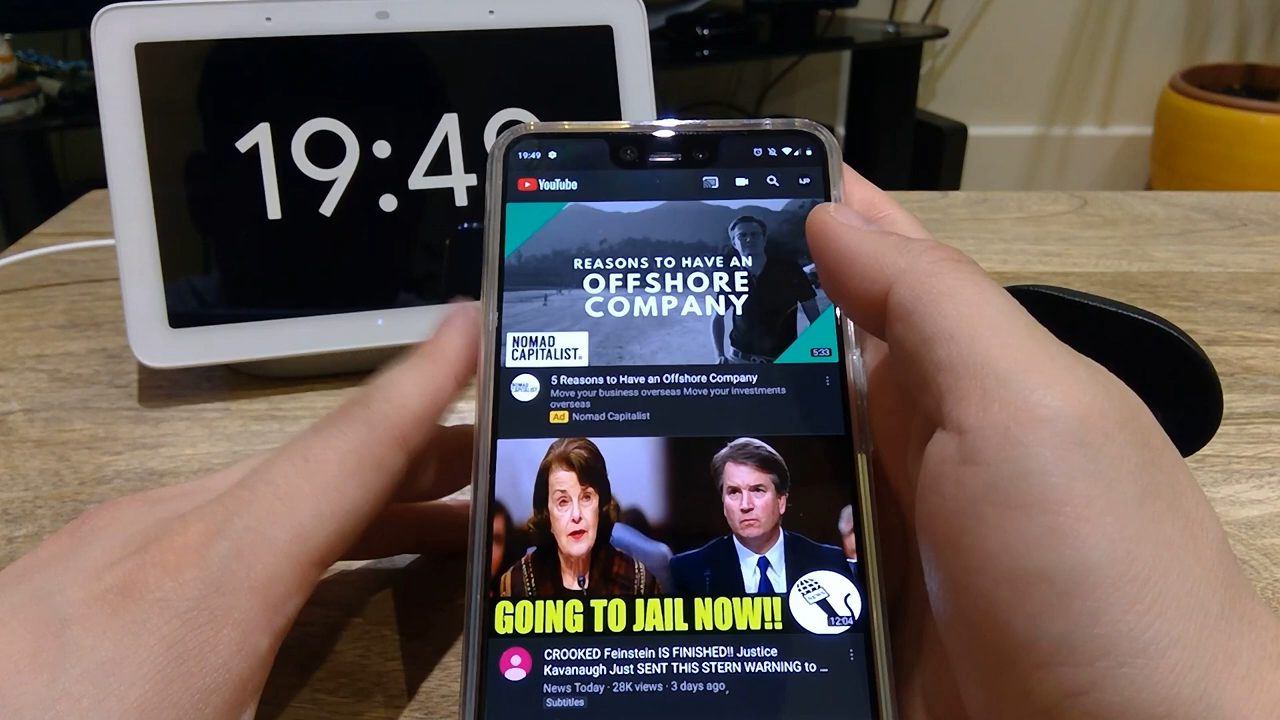 19:49
19:49
YouTube
REASONS TO HAVE AN
OFFSHORE
COMPANY
NOMAD
CAPITALIST.
5:33
5 Reasons to Have an Offshore Company
Move your business overseas Move your investments
overseas
Ad Nomad Capitalist
GOING TO JAIL NOW!!
NEWS
12:04
CROOKED Feinstein IS FINISHED!! Justice
Kavanaugh Just SENT THIS STERN WARNING to ...
News Today · 28K views · 3 days ago
Subtitles